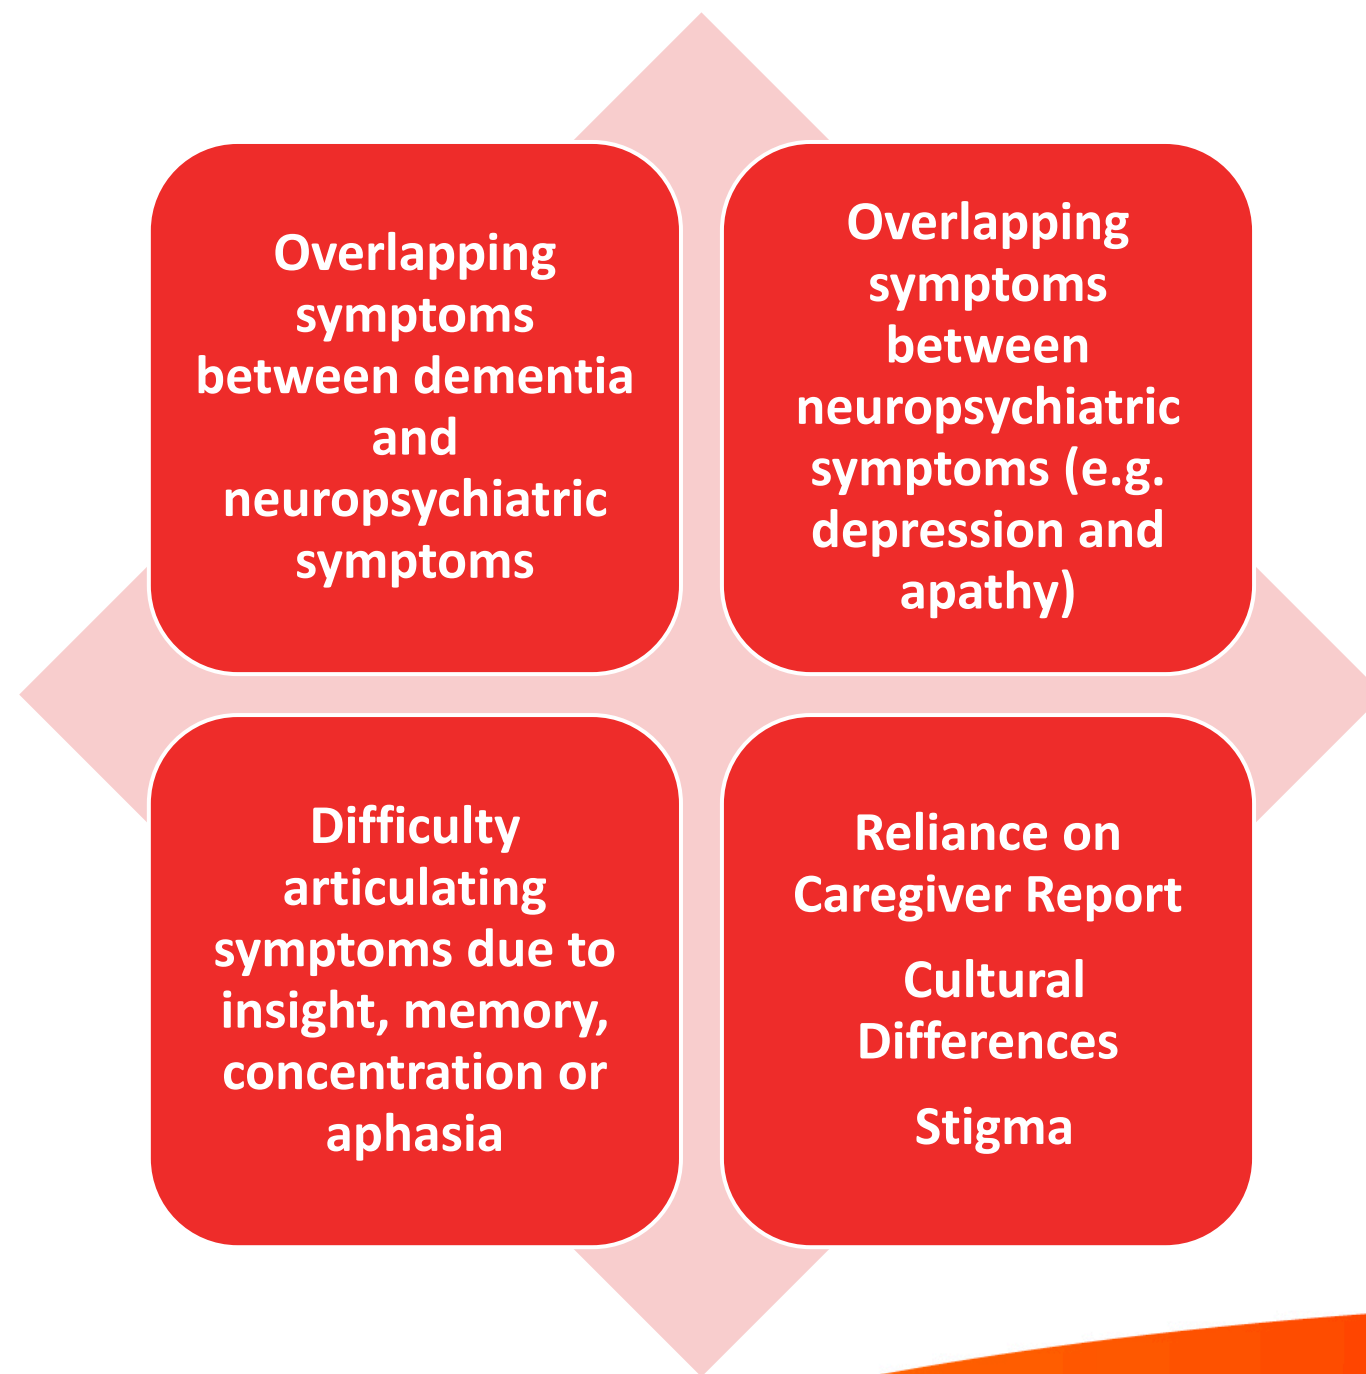 Overlapping
symptoms
between dementia
and
neuropsychiatric
symptoms
Overlapping
symptoms
between
neuropsychiatric
symptoms (e.g.
depression and
apathy)
Difficulty
articulating
symptoms due to
insight, memory,
concentration or
aphasia
Reliance on
Caregiver Report
Cultural
Differences
Stigma